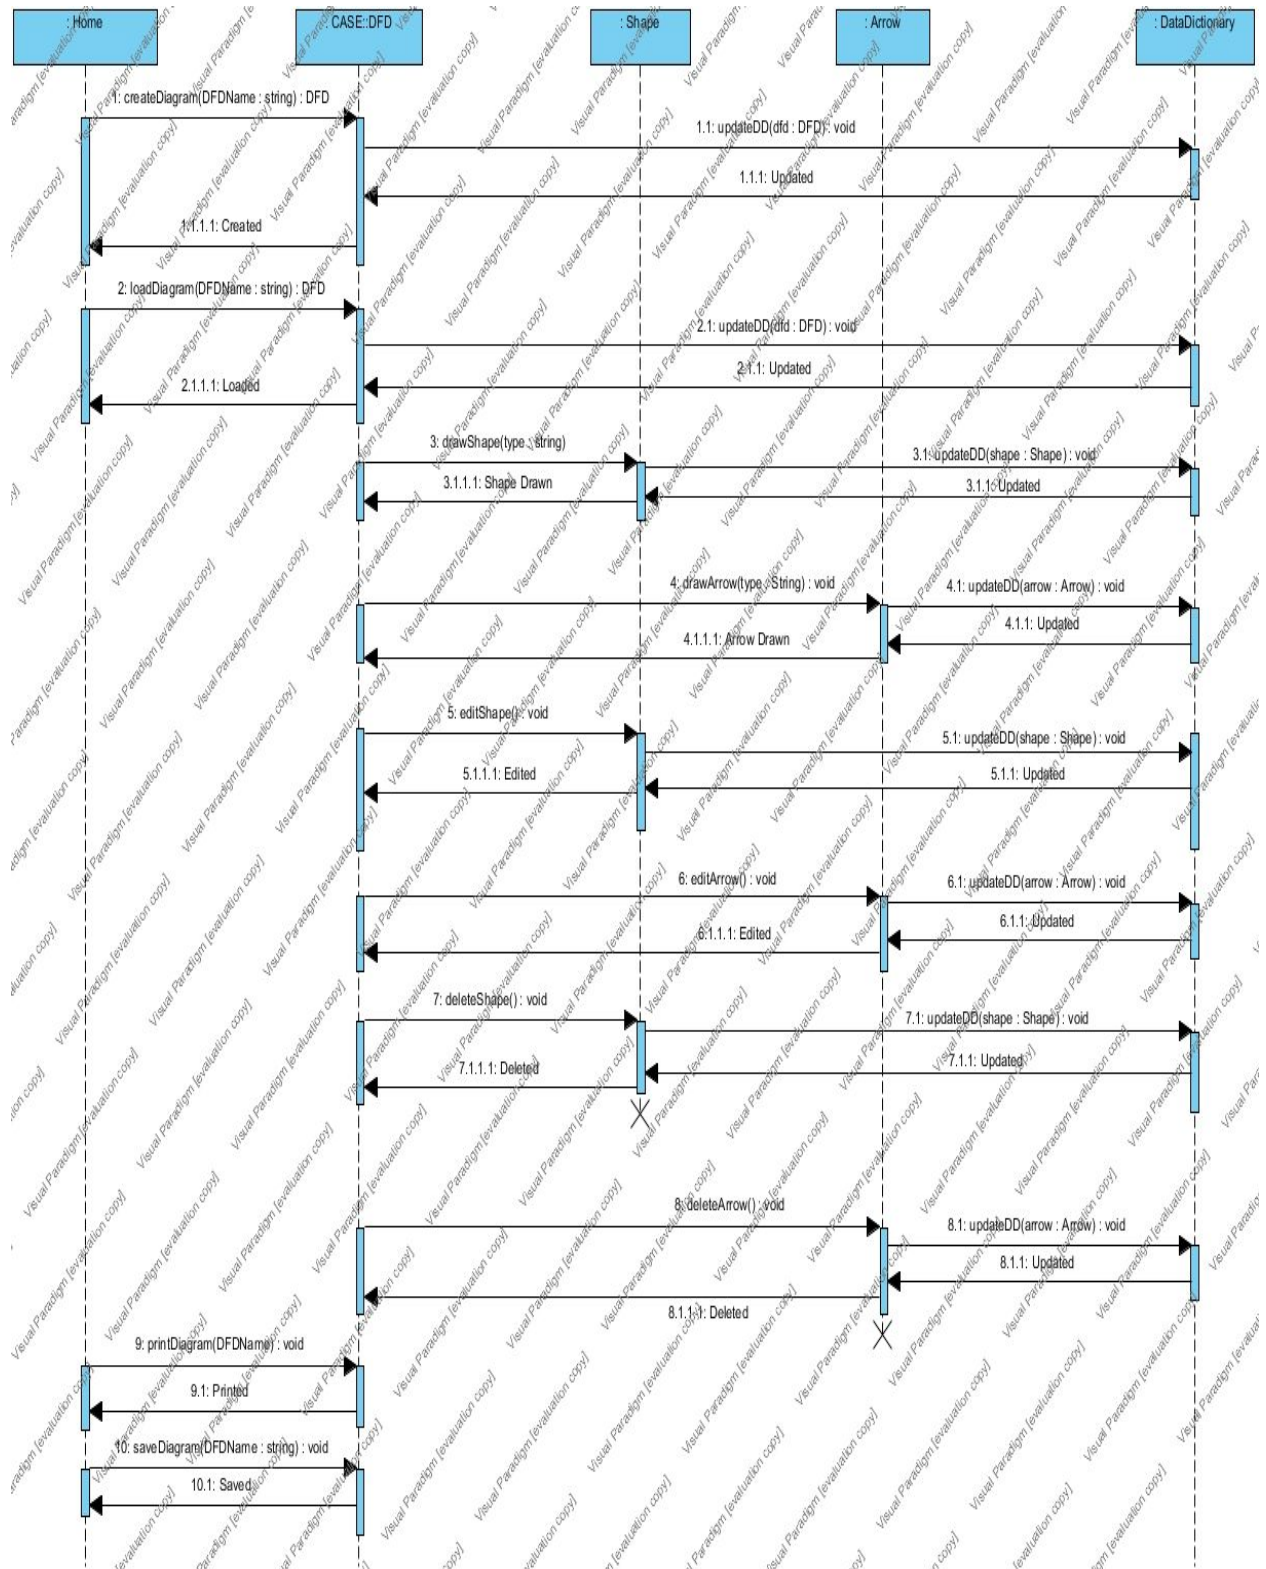 : Home
CASE::DFD
: Shape
: Arrow
: DataDictionary
1: createDiagram(DFDName : string) : DFD
1.1: updateDD(dfd : DFD) : void
1.1.1: Updated
1.1.1.1: Created
2: loadDiagram(DFDName : string) : DFD
2.1: updateDD(dfd : DFD) : void
2.1.1: Updated
2.1.1.1: Loaded
3: drawShape(type : string)
3.1: updateDD(shape : Shape) : void
3.1.1.1: Shape Drawn
3.1.1: Updated
4: drawArrow(type : String) : void
4.1: updateDD(arrow : Arrow) : void
4.1.1: Updated
4.1.1.1: Arrow Drawn
5: editShape() : void
5.1: updateDD(shape : Shape) : void
5.1.1.1: Edited
5.1.1: Updated
6: editArrow() : void
6.1: updateDD(arrow : Arrow) : void
6.1.1: Updated
6.1.1.1: Edited
7: deleteShape() : void
7.1: updateDD(shape : Shape) : void
7.1.1.1: Deleted
7.1.1: Updated
8: deleteArrow() : void
8.1: updateDD(arrow : Arrow) : void
8.1.1: Updated
8.1.1.1: Deleted
9: printDiagram(DFDName) : void
9.1: Printed
10: saveDiagram(DFDName : string) : void
10.1: Saved
Visual Paradigm [evaluation copy]